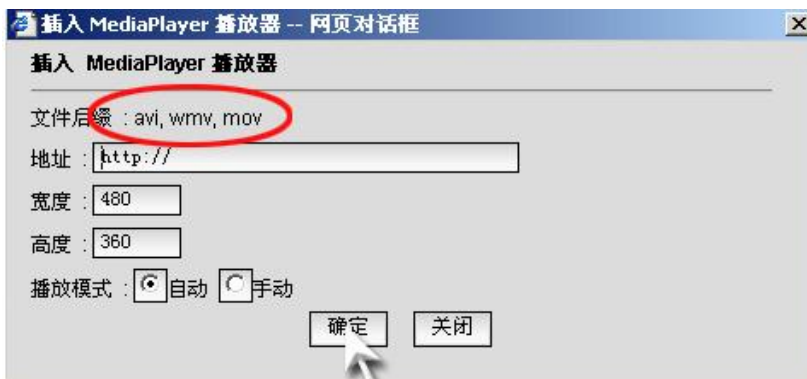 插入 MediaPlayer 播放器 -- 网页对话框
插入 MediaPlayer 播放器
文件后缀 : avi, wmv, mov
地址 : http://
宽度 : 480
高度 : 360
播放模式 : 自动 手动
确定 关闭